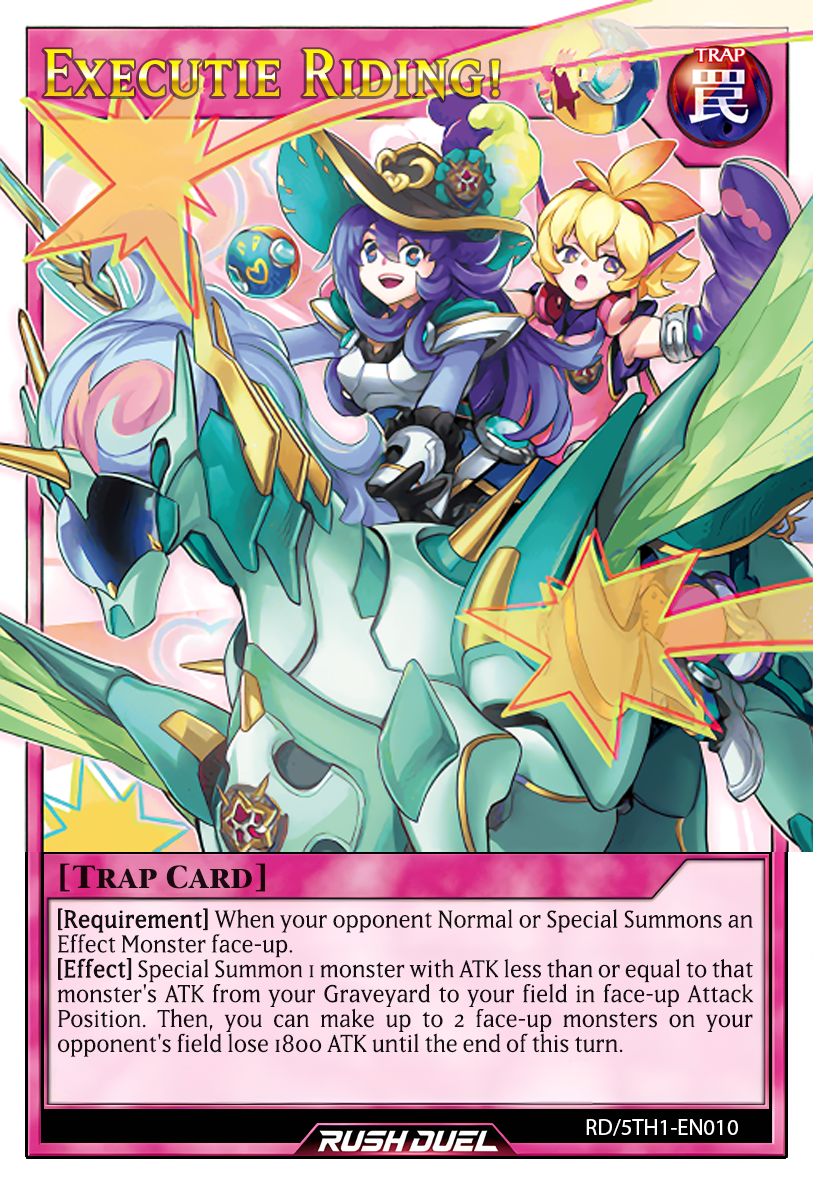 EXECUTIE RIDING!
TRAP
罠
[TRAP CARD]
[Requirement] When your opponent Normal or Special Summons an
Effect Monster face-up.
[Effect] Special Summon 1 monster with ATK less than or equal to that
monster's ATK from your Graveyard to your field in face-up Attack
Position. Then, you can make up to 2 face-up monsters on your
opponent's field lose 1800 ATK until the end of this turn.
RUSH DUEL
RD/5TH1-EN010